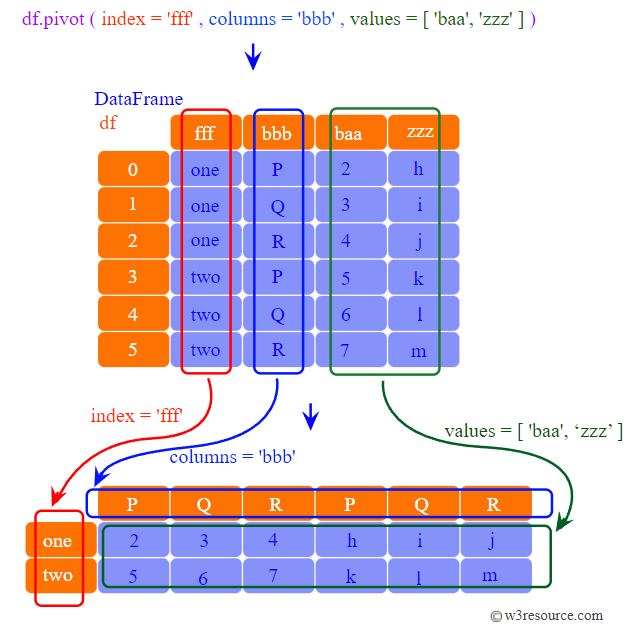 df.pivot ( index = 'fff' , columns = 'bbb' , values = [ 'baa', 'zzz' ] )
DataFrame
df
fff bbb baa zzz
0 one P 2 h
1 one Q 3 i
2 one R 4 j
3 two P 5 k
4 two Q 6 l
5 two R 7 m
index = 'fff'
values = [ 'baa', ‘zzz’ ]
columns = 'bbb'
P Q R P Q R
one 2 3 4 h i j
two 5 6 7 k l m
© w3resource.com